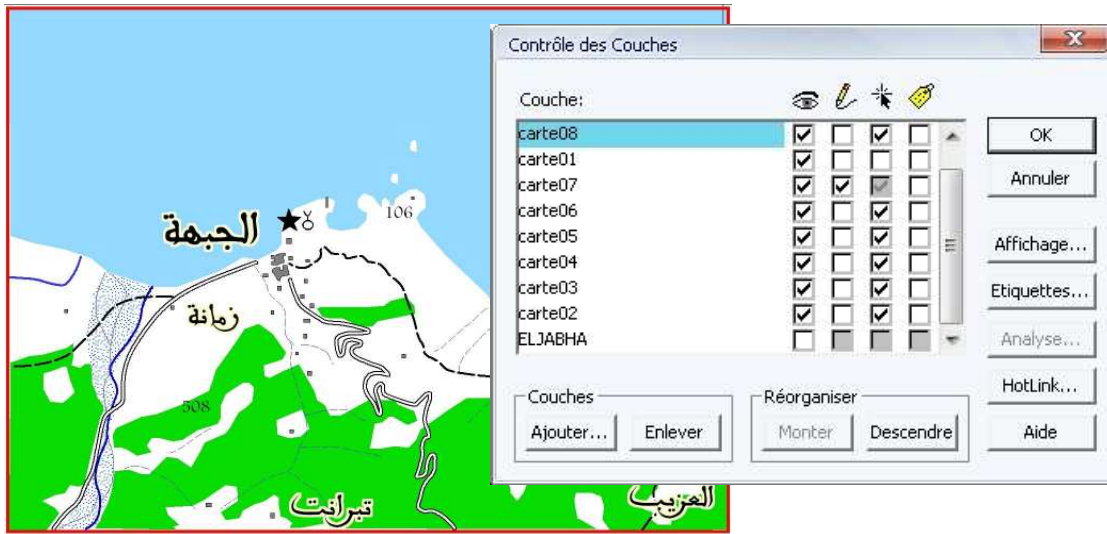 الجبهة
106
زمانة
508
تبرانت
العزيب
Contrôle des Couches
Couche:
carte08
carte01
carte07
carte06
carte05
carte04
carte03
carte02
ELJABHA
OK
Annuler
Affichage...
Etiquettes...
Analyse...
HotLink...
Aide
Couches
Ajouter...
Enlever
Réorganiser
Monter
Descendre